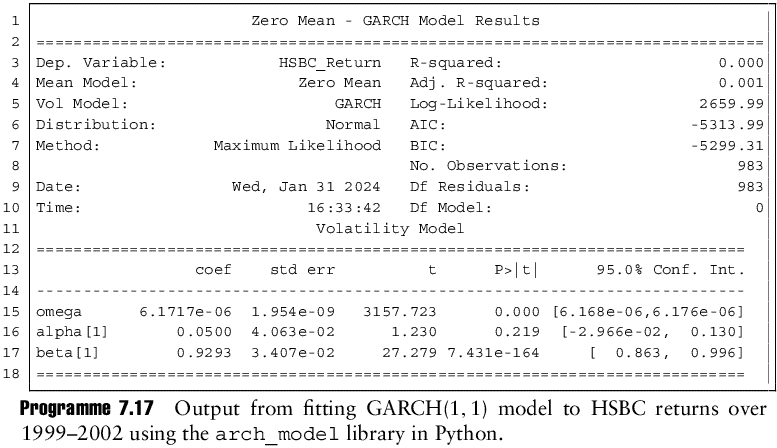 1 Zero Mean - GARCH Model Results
2 ==============================================================================
3 Dep. Variable: HSBC_Return R-squared: 0.000
4 Mean Model: Zero Mean Adj. R-squared: 0.001
5 Vol Model: GARCH Log-Likelihood: 2659.99
6 Distribution: Normal AIC: -5313.99
7 Method: Maximum Likelihood BIC: -5299.31
8 No. Observations: 983
9 Date: Wed, Jan 31 2024 Df Residuals: 983
10 Time: 16:33:42 Df Model: 0
11 Volatility Model
12 ============================================================================
13 coef std err t P>|t| 95.0% Conf. Int.
14 ----------------------------------------------------------------------------
15 omega 6.1717e-06 1.954e-09 3157.723 0.000 [6.168e-06,6.176e-06]
16 alpha[1] 0.0500 4.063e-02 1.230 0.219 [-2.966e-02, 0.130]
17 beta[1] 0.9293 3.407e-02 27.279 7.431e-164 [ 0.863, 0.996]
18 ============================================================================
Programme 7.17 Output from fitting GARCH(1, 1) model to HSBC returns over
1999–2002 using the arch_model library in Python.